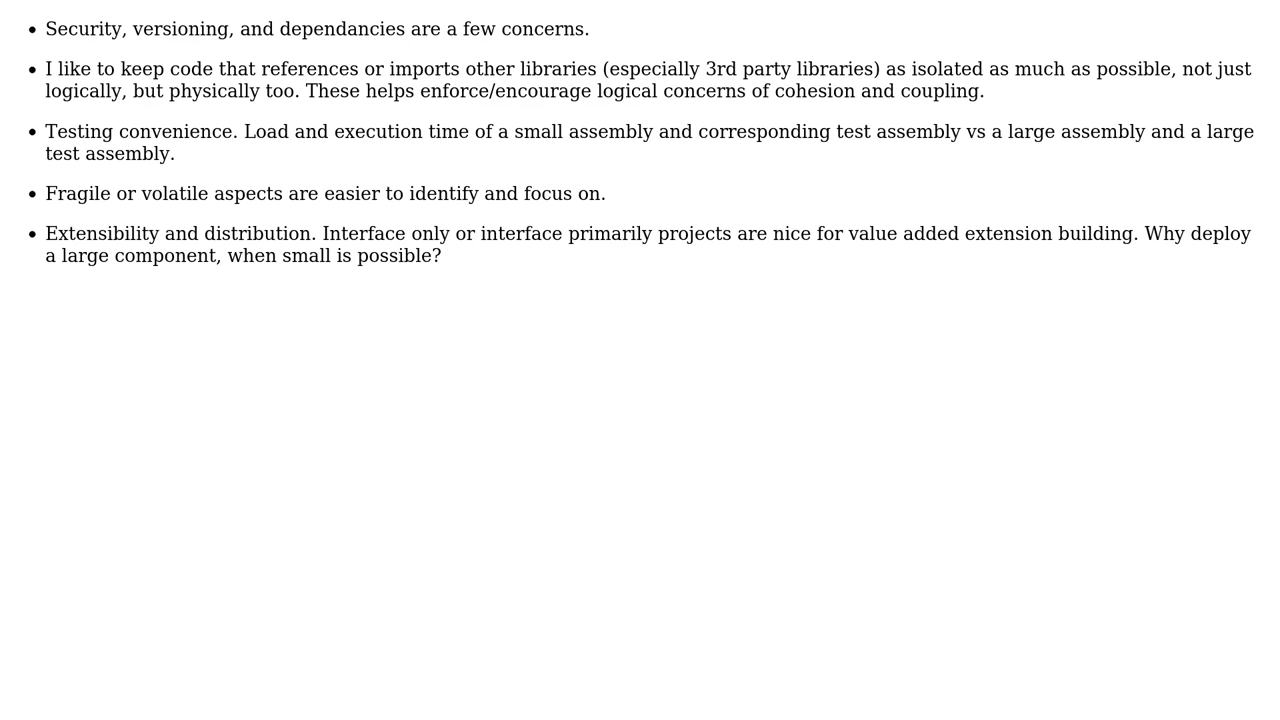 • Security, versioning, and dependancies are a few concerns.
• I like to keep code that references or imports other libraries (especially 3rd party libraries) as isolated as much as possible, not just
logically, but physically too. These helps enforce/encourage logical concerns of cohesion and coupling.
• Testing convenience. Load and execution time of a small assembly and corresponding test assembly vs a large assembly and a large
test assembly.
• Fragile or volatile aspects are easier to identify and focus on.
• Extensibility and distribution. Interface only or interface primarily projects are nice for value added extension building. Why deploy
a large component, when small is possible?